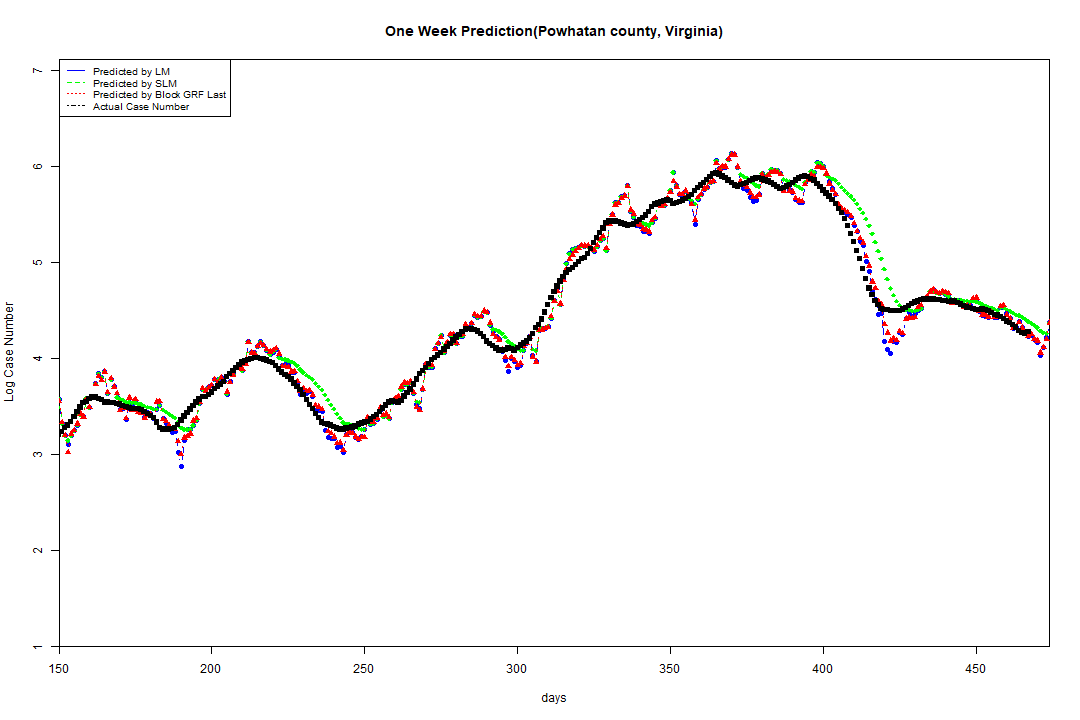 One Week Prediction(Powhatan county, Virginia)
Predicted by LM
Predicted by SLM
Predicted by Block GRF Last
Actual Case Number
7
6
5
4
3
2
1
Log Case Number
150 200 250 300 350 400 450
days